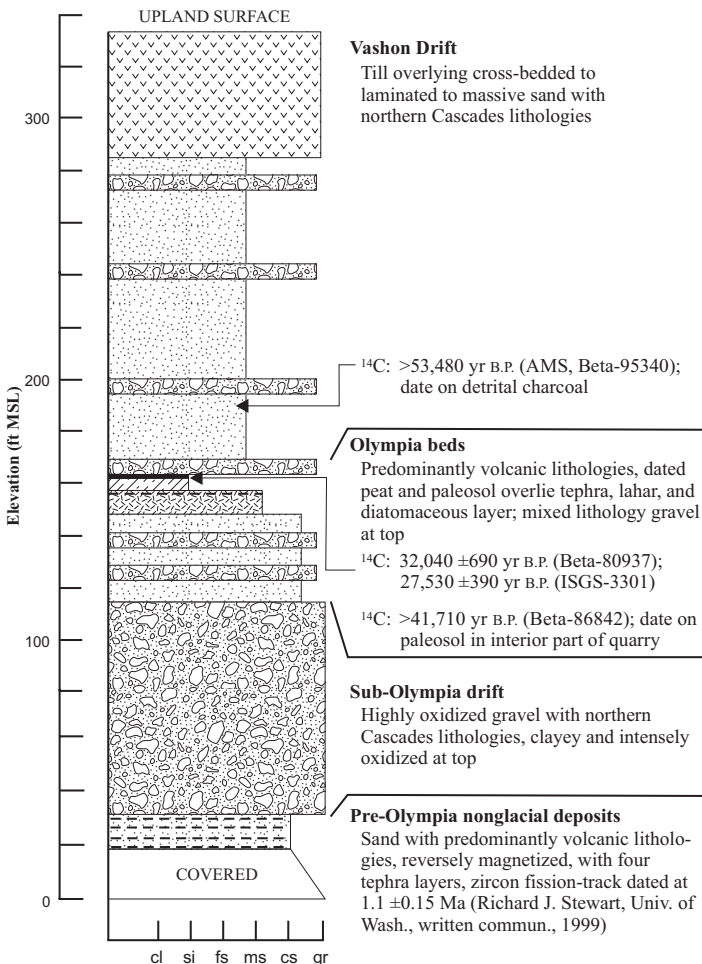 UPLAND SURFACE
Vashon Drift
Till overlying cross-bedded to
laminated to massive sand with
northern Cascades lithologies
300
¹⁴C: >53,480 yr B.P. (AMS, Beta-95340);
date on detrital charcoal
200
Elevation (ft MSL)
Olympia beds
Predominantly volcanic lithologies, dated
peat and paleosol overlie tephra, lahar, and
diatomaceous layer; mixed lithology gravel
at top
¹⁴C: 32,040 ±690 yr B.P. (Beta-80937);
27,530 ±390 yr B.P. (ISGS-3301)
¹⁴C: >41,710 yr B.P. (Beta-86842); date on
paleosol in interior part of quarry
100
Sub-Olympia drift
Highly oxidized gravel with northern
Cascades lithologies, clayey and intensely
oxidized at top
Pre-Olympia nonglacial deposits
Sand with predominantly volcanic litholo-
gies, reversely magnetized, with four
tephra layers, zircon fission-track dated at
1.1 ±0.15 Ma (Richard J. Stewart, Univ. of
Wash., written commun., 1999)
COVERED
0
cl si fs ms cs gr